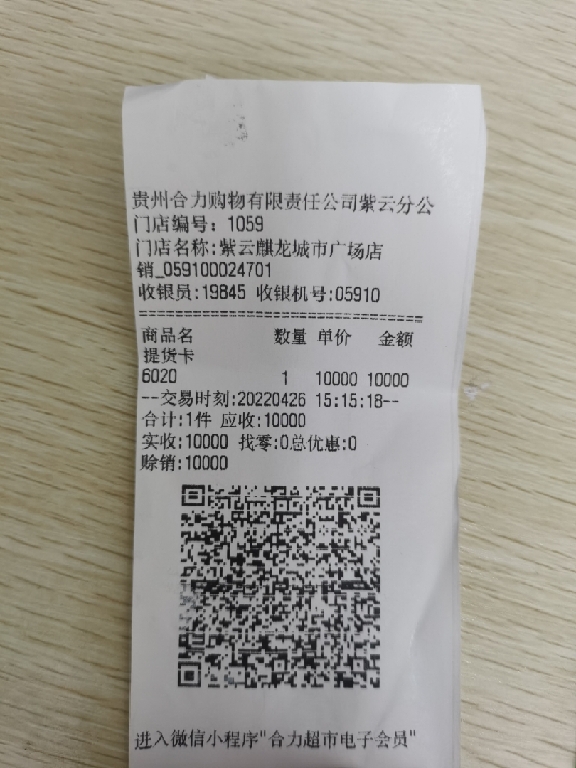 贵州合力购物有限责任公司紫云分公
门店编号: 1059
门店名称:紫云麒龙城市广场店
销_059100024701
收银员:19845 收银机号:05910
================================
商品名 数量 单价 金额
提货卡
6020 1 10000 10000
--交易时刻:20220426 15:15:18--
合计:1件 应收:10000
实收:10000 找零:0总优惠:0
赊销:10000
进入微信小程序"合力超市电子会员"